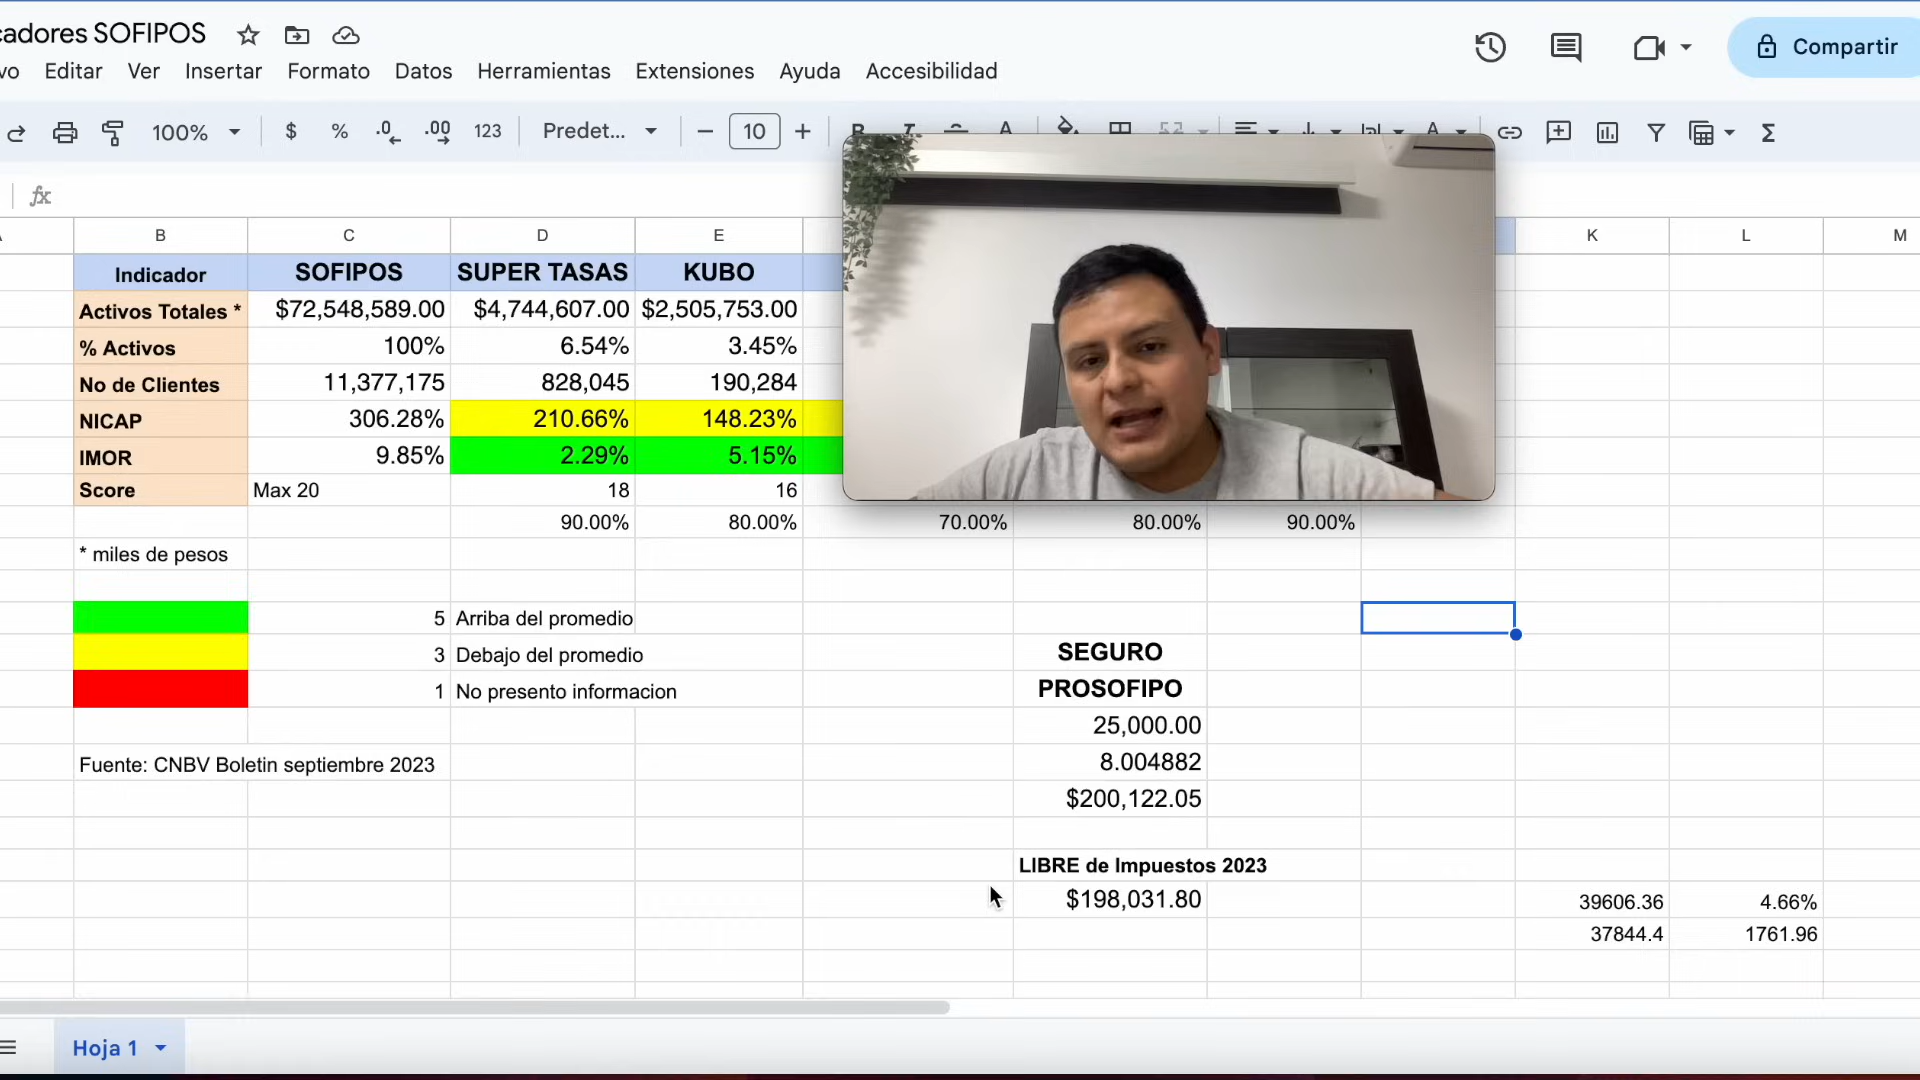 cadores SOFIPOS
vo Editar Ver Insertar Formato Datos Herramientas Extensiones Ayuda Accesibilidad
Compartir
100% $ % .0 .00 123 Predet... − 10 + B I S A A Σ
fx
B C D E K L M
Indicador SOFIPOS SUPER TASAS KUBO
Activos Totales * $72,548,589.00 $4,744,607.00 $2,505,753.00
% Activos 100% 6.54% 3.45%
No de Clientes 11,377,175 828,045 190,284
NICAP 306.28% 210.66% 148.23%
IMOR 9.85% 2.29% 5.15%
Score Max 20 18 16
90.00% 80.00% 70.00% 80.00% 90.00%
* miles de pesos
5 Arriba del promedio
SEGURO
3 Debajo del promedio
PROSOFIPO
1 No presento informacion
25,000.00
Fuente: CNBV Boletin septiembre 2023 8.004882
$200,122.05
LIBRE de Impuestos 2023
$198,031.80 39606.36 4.66%
37844.4 1761.96
Hoja 1